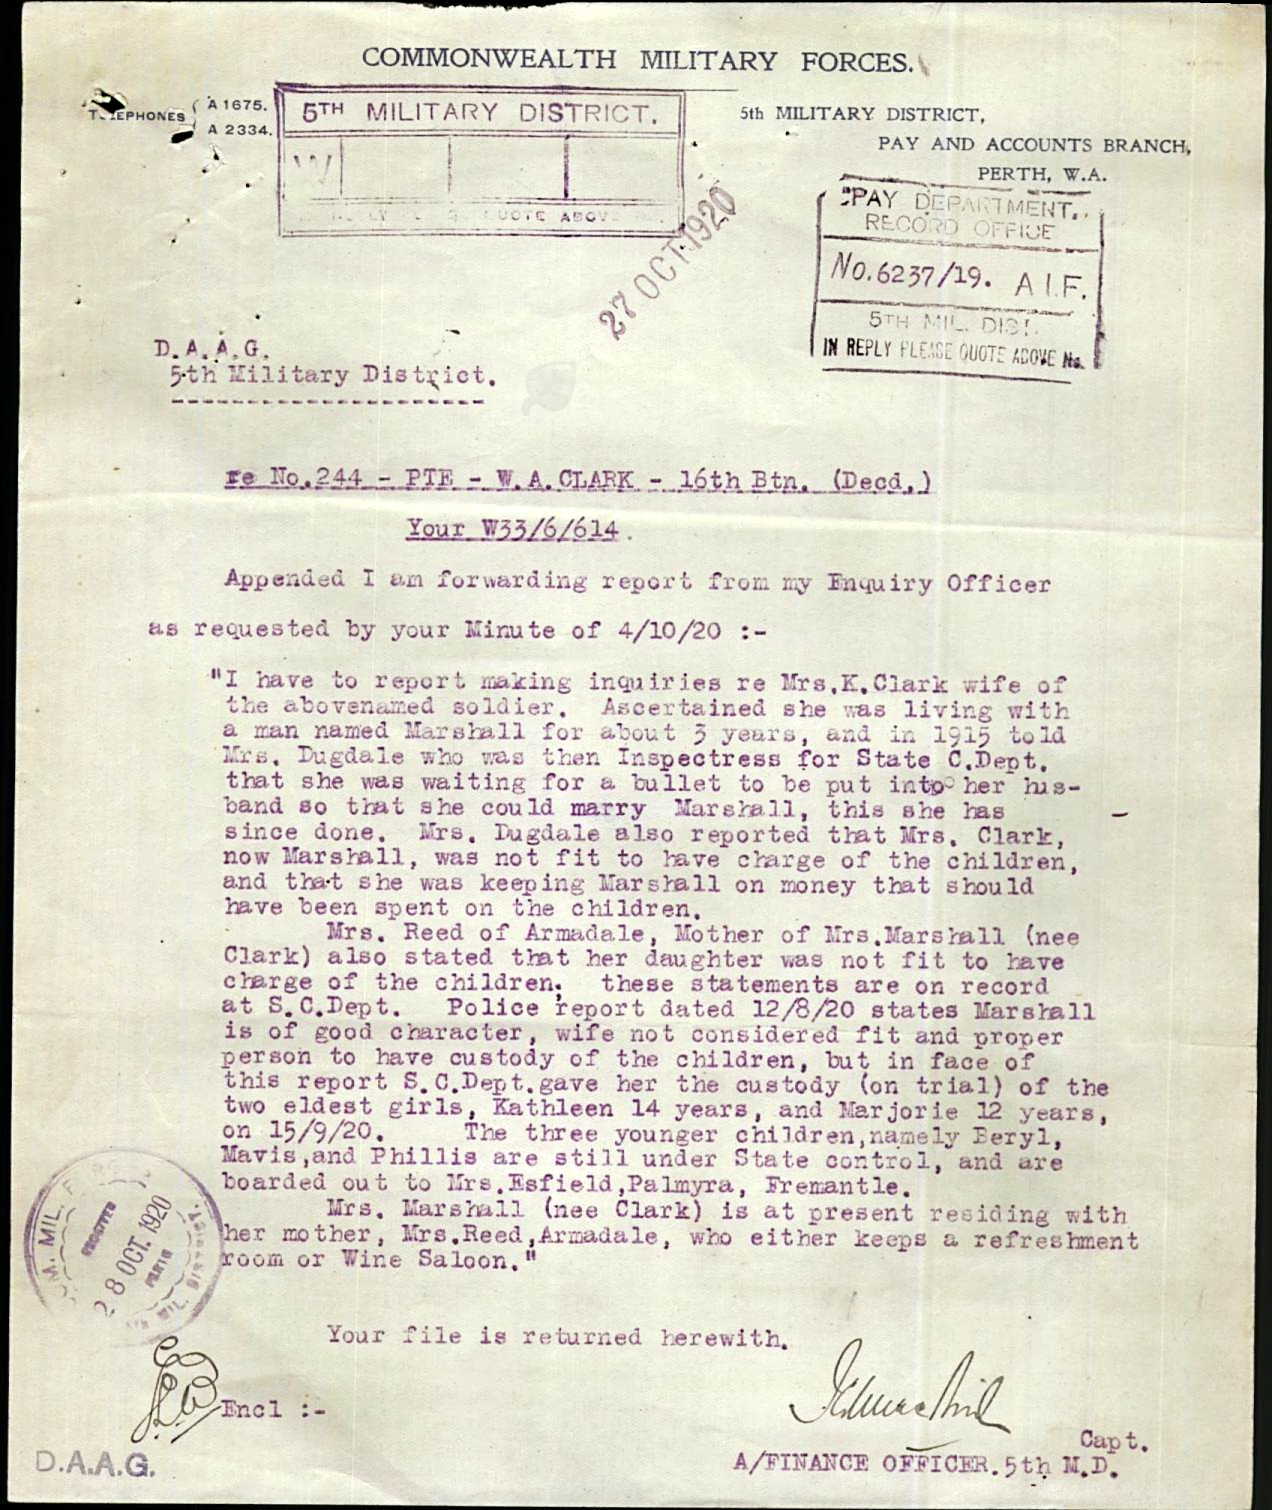 COMMONWEALTH MILITARY FORCES.
TELEPHONES { A 1675.
A 2334.
5TH MILITARY DISTRICT.
QUOTE ABOVE
5th MILITARY DISTRICT,
PAY AND ACCOUNTS BRANCH,
PERTH, W.A.
27 OCT 1920
PAY DEPARTMENT.
RECORD OFFICE
No. 6237/19. A.I.F.
5TH MIL. DIST.
IN REPLY PLEASE QUOTE ABOVE No.
D.A.A.G.
5th Military District.
re No.244 - PTE - W.A.CLARK - 16th Btn. (Decd.)
Your W33/6/614.
Appended I am forwarding report from my Enquiry Officer
as requested by your Minute of 4/10/20 :-
"I have to report making inquiries re Mrs.K.Clark wife of
the abovenamed soldier. Ascertained she was living with
a man named Marshall for about 3 years, and in 1915 told
Mrs. Dugdale who was then Inspectress for State C.Dept.
that she was waiting for a bullet to be put into her hus-
band so that she could marry Marshall, this she has
since done. Mrs. Dugdale also reported that Mrs. Clark,
now Marshall, was not fit to have charge of the children,
and that she was keeping Marshall on money that should
have been spent on the children.
Mrs. Reed of Armadale, Mother of Mrs.Marshall (nee
Clark) also stated that her daughter was not fit to have
charge of the children; these statements are on record
at S.C.Dept. Police report dated 12/8/20 states Marshall
is of good character, wife not considered fit and proper
person to have custody of the children, but in face of
this report S.C.Dept.gave her the custody (on trial) of the
two eldest girls, Kathleen 14 years, and Marjorie 12 years,
on 15/9/20. The three younger children,namely Beryl,
Mavis,and Phillis are still under State control, and are
boarded out to Mrs.Esfield,Palmyra, Fremantle.
Mrs. Marshall (nee Clark) is at present residing with
her mother, Mrs.Reed,Armadale, who either keeps a refreshment
room or Wine Saloon."
28 OCT. 1920
Your file is returned herewith.
Encl :-
D.A.A.G.
Capt.
A/FINANCE OFFICER.5th M.D.